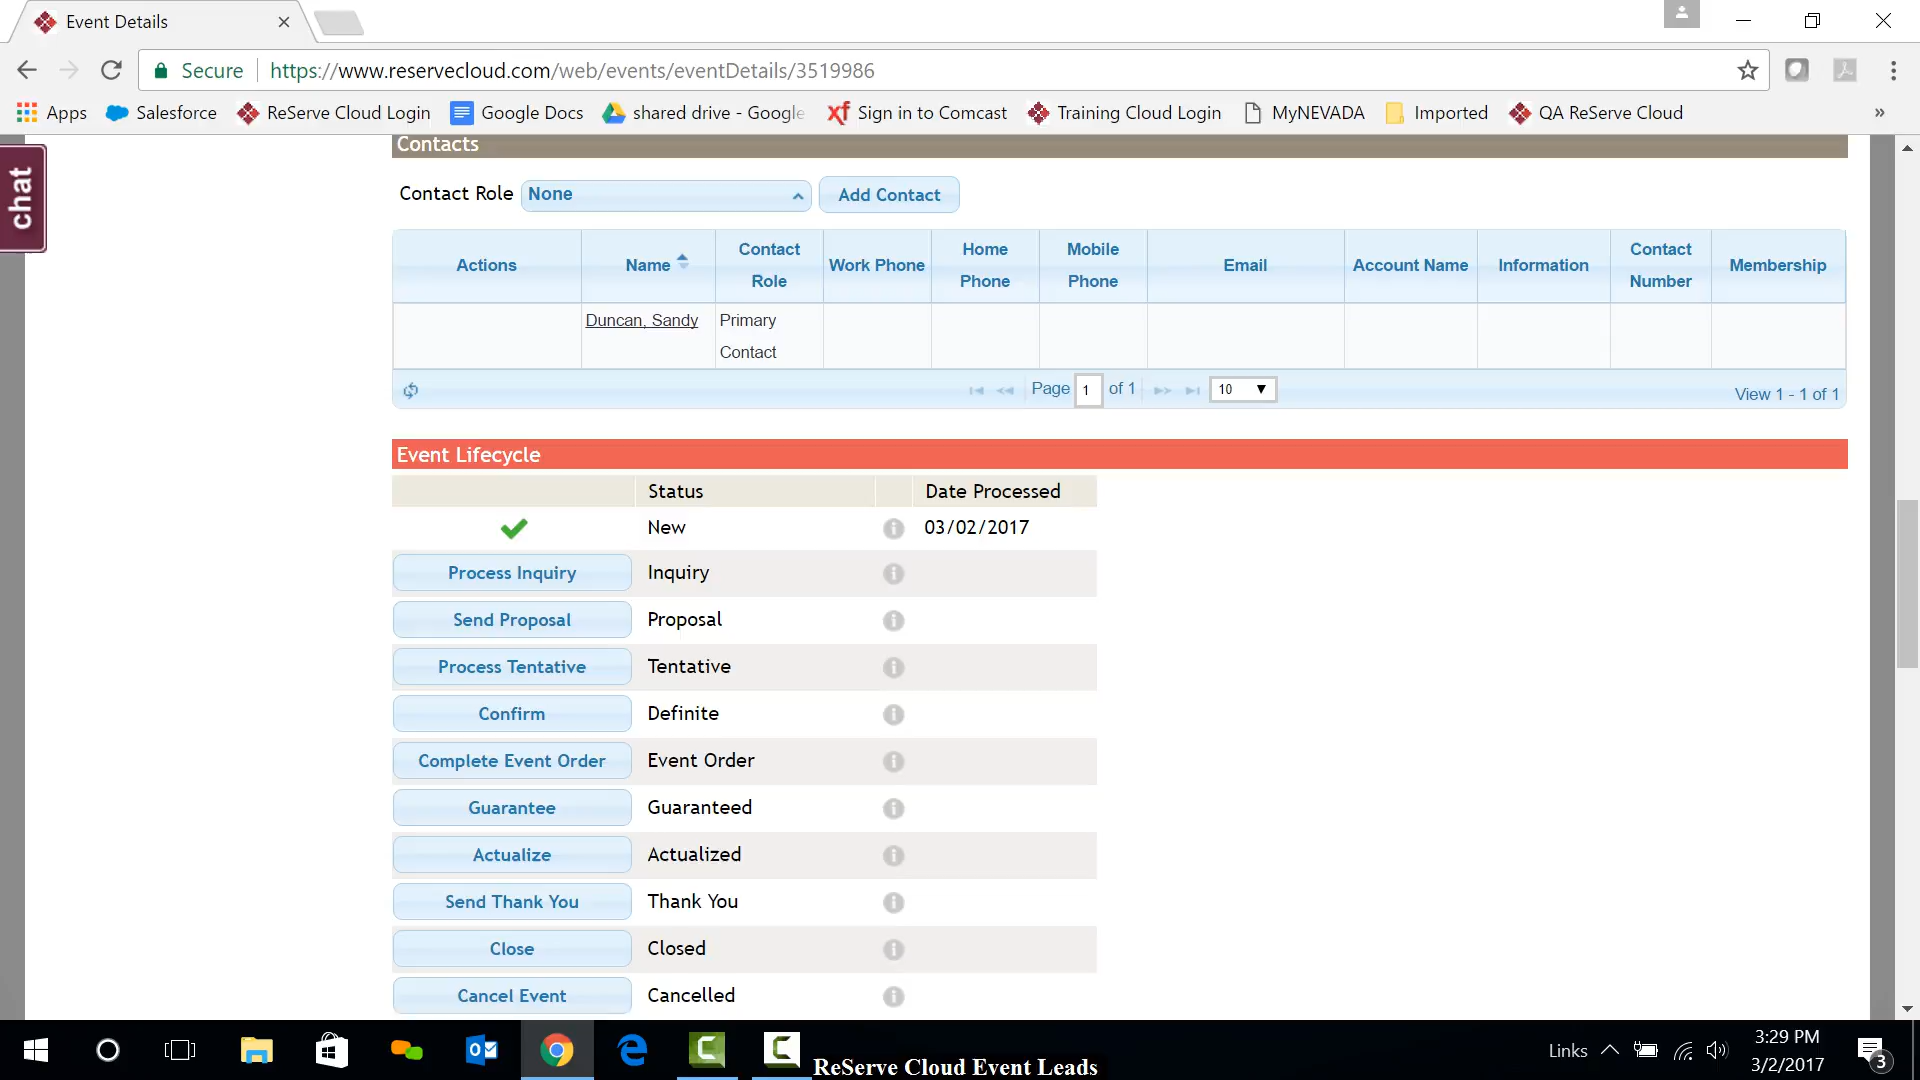 Event Details
Secure https://www.reservecloud.com/web/events/eventDetails/3519986
Apps Salesforce ReServe Cloud Login Google Docs shared drive - Google Sign in to Comcast Training Cloud Login MyNEVADA Imported QA ReServe Cloud »
chat
Contacts
Contact Role None Add Contact
Actions Name Contact Role Work Phone Home Phone Mobile Phone Email Account Name Information Contact Number Membership
Duncan, Sandy Primary Contact
Page 1 of 1 10 View 1 - 1 of 1
Event Lifecycle
Status Date Processed
New 03/02/2017
Process Inquiry Inquiry
Send Proposal Proposal
Process Tentative Tentative
Confirm Definite
Complete Event Order Event Order
Guarantee Guaranteed
Actualize Actualized
Send Thank You Thank You
Close Closed
Cancel Event Cancelled
Links 3:29 PM
3/2/2017 3
ReServe Cloud Event Leads